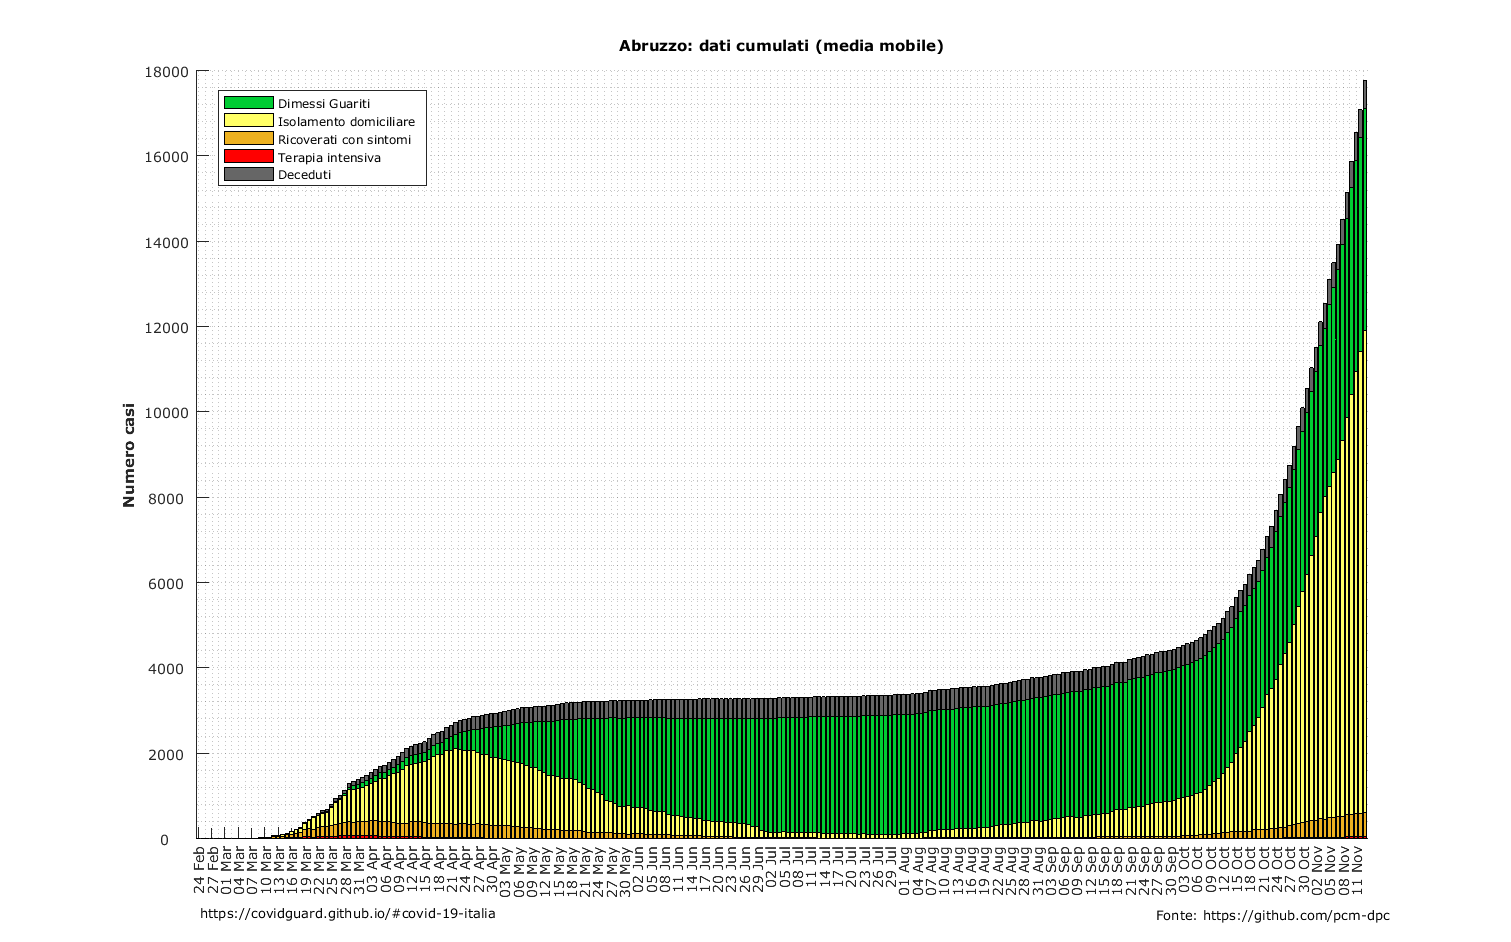 Abruzzo: dati cumulati (media mobile)
18000
16000
14000
12000
10000
8000
6000
4000
2000
0
Numero casi
Dimessi Guariti
Isolamento domiciliare
Ricoverati con sintomi
Terapia intensiva
Deceduti
24 Feb
27 Feb
01 Mar
04 Mar
07 Mar
10 Mar
13 Mar
16 Mar
19 Mar
22 Mar
25 Mar
28 Mar
31 Mar
03 Apr
06 Apr
09 Apr
12 Apr
15 Apr
18 Apr
21 Apr
24 Apr
27 Apr
30 Apr
03 May
06 May
09 May
12 May
15 May
18 May
21 May
24 May
27 May
30 May
02 Jun
05 Jun
08 Jun
11 Jun
14 Jun
17 Jun
20 Jun
23 Jun
26 Jun
29 Jun
02 Jul
05 Jul
08 Jul
11 Jul
14 Jul
17 Jul
20 Jul
23 Jul
26 Jul
29 Jul
01 Aug
04 Aug
07 Aug
10 Aug
13 Aug
16 Aug
19 Aug
22 Aug
25 Aug
28 Aug
31 Aug
03 Sep
06 Sep
09 Sep
12 Sep
15 Sep
18 Sep
21 Sep
24 Sep
27 Sep
30 Sep
03 Oct
06 Oct
09 Oct
12 Oct
15 Oct
18 Oct
21 Oct
24 Oct
27 Oct
30 Oct
02 Nov
05 Nov
08 Nov
11 Nov
https://covidguard.github.io/#covid-19-italia
Fonte: https://github.com/pcm-dpc